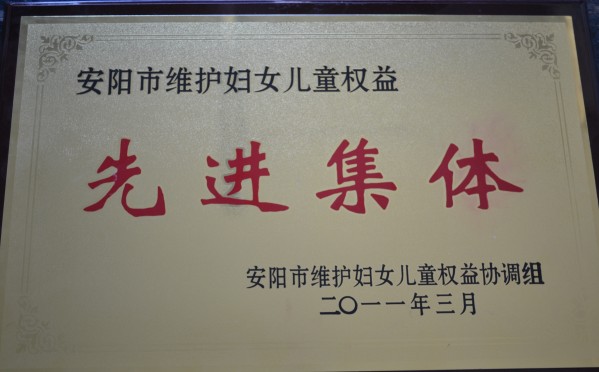 安阳市维护妇女儿童权益
先进集体
安阳市维护妇女儿童权益协调组
二〇一一年三月